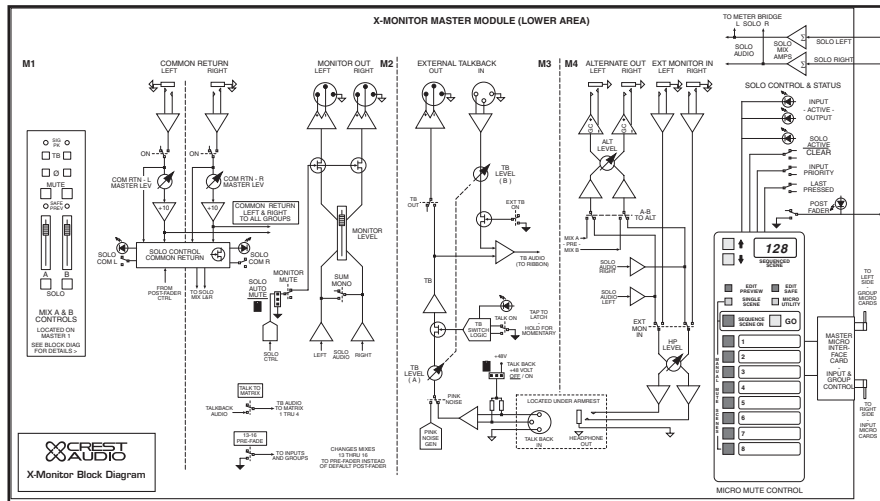 X-MONITOR MASTER MODULE (LOWER AREA)
TO METER BRIDGE
L SOLO R
SOLO
AUDIO
SOLO
MIX
AMPS
Σ
Σ
SOLO LEFT
SOLO RIGHT
M1
COMMON RETURN
LEFT
RIGHT
MONITOR OUT
LEFT
RIGHT
M2
EXTERNAL TALKBACK
OUT
IN
M3
M4
ALTERNATE OUT
LEFT
RIGHT
EXT MONITOR IN
LEFT
RIGHT
SIG
PK
TB
Ø
MUTE
SAFE
PREV
A
B
SOLO
MIX A & B
CONTROLS
LOCATED ON
MASTER 1
SEE BLOCK DIAG
FOR DETAILS >
ON
ON
COM RTN - L
MASTER LEV
COM RTN - R
MASTER LEV
+10
+10
COMMON RETURN
LEFT & RIGHT
TO ALL GROUPS
SOLO CONTROL
COMMON RETURN
SOLO
COM L
SOLO
COM R
FROM
POST-FADER
CTRL
TO SOLO
MIX L&R
SOLO
AUTO
MUTE
MONITOR
MUTE
SOLO
CTRL
MONITOR
LEVEL
SUM
MONO
LEFT
SOLO
AUDIO
RIGHT
TB
LEVEL
( B )
TB
OUT
EXT TB
ON
TB AUDIO
(TO RIBBON)
TB
TB
SWITCH
LOGIC
TALK ON
TAP TO
LATCH
HOLD FOR
MOMENTARY
TB
LEVEL
( A )
+48V
TALK BACK
+48 VOLT
OFF / ON
PINK
NOISE
PINK
NOISE
GEN
LOCATED UNDER ARMREST
TALK BACK
IN
HEADPHONE
OUT
GC
GC
ALT
LEVEL
A-B
TO ALT
MIX A
- PRE -
MIX B
SOLO
AUDIO
RIGHT
SOLO
AUDIO
LEFT
EXT
MON
IN
HP
LEVEL
TALK TO
MATRIX
TALKBACK
AUDIO
TB AUDIO
TO MATRIX
1 TRU 4
13-16
PRE-FADE
TO INPUTS
AND GROUPS
CHANGES MIXES
13 THRU 16
TO PRE-FADER INSTEAD
OF DEFAULT POST-FADER
CREST
AUDIO
X-Monitor Block Diagram
SOLO CONTROL & STATUS
INPUT
- ACTIVE -
OUTPUT
SOLO
ACTIVE
CLEAR
INPUT
PRIORITY
LAST
PRESSED
POST
FADER
128
SEQUENCED
SCENE
EDIT
PREVIEW
EDIT
SAFE
SINGLE
SCENE
MICRO
UTILITY
SEQUENCE
SCENE ON
GO
MANUAL MUTE SCENES
1
2
3
4
5
6
7
8
MICRO MUTE CONTROL
TO
LEFT
SIDE
GROUP
MICRO
CARDS
MASTER
MICRO
INTER-
FACE
CARD
-
INPUT &
GROUP
CONTROL
TO
RIGHT
SIDE
INPUT
MICRO
CARDS